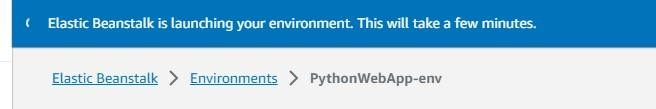 Elastic Beanstalk is launching your environment. This will take a few minutes.
Elastic Beanstalk > Environments > PythonWebApp-env